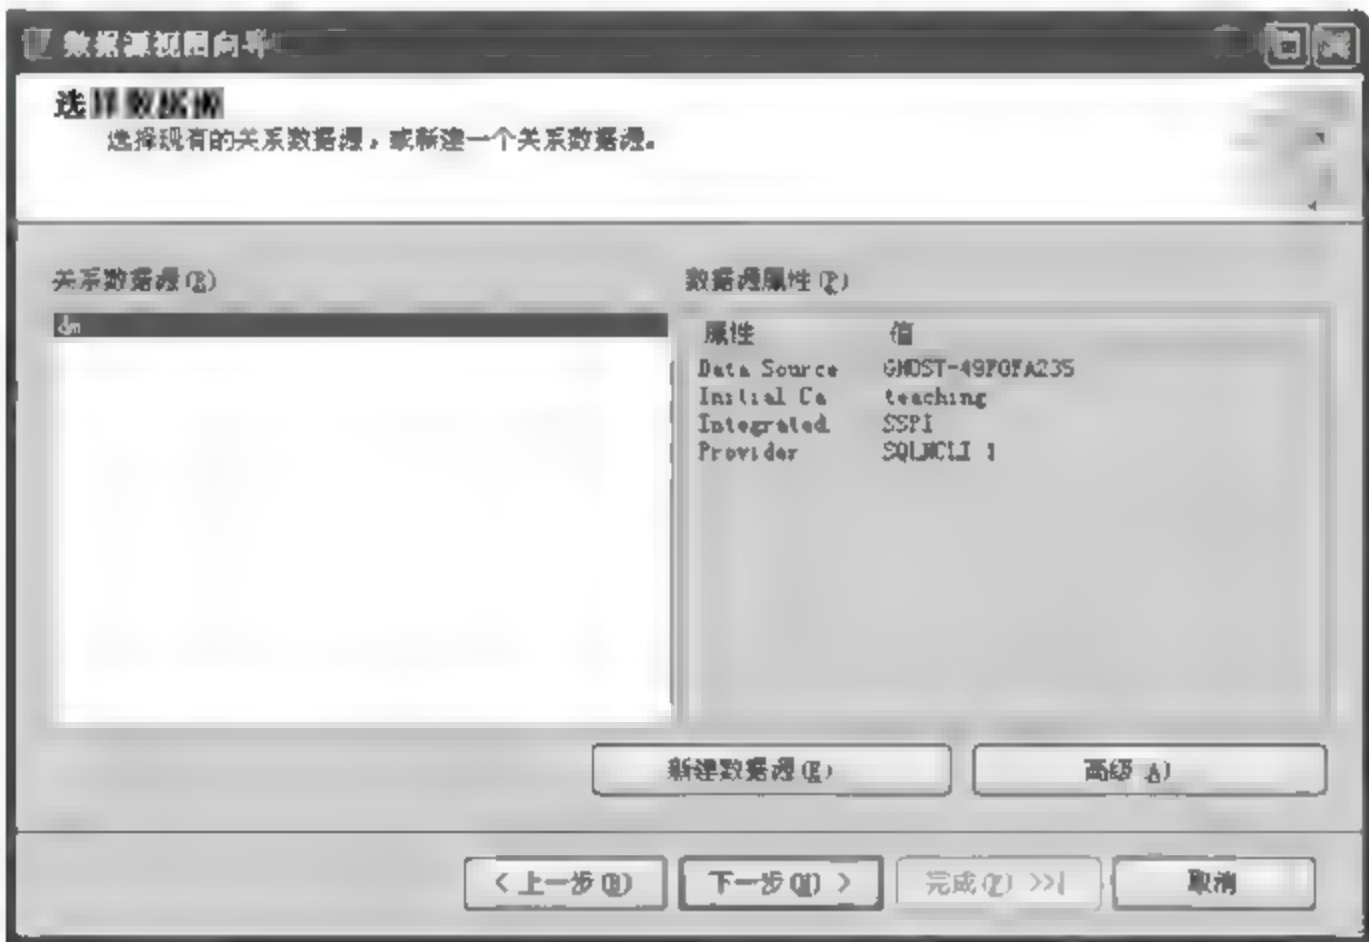 数据源视图向导
选择数据源
选择现有的关系数据源,或新建一个关系数据源。
关系数据源(R)
数据源属性(P)
dm
属性 值
Data Source GHOST-49F0FA235
Initial Ca teaching
Integrated SSPI
Provider SQLNCLI 1
新建数据源(E)
高级 A)
< 上一步(B)
下一步(N) >
完成(F) >>|
取消